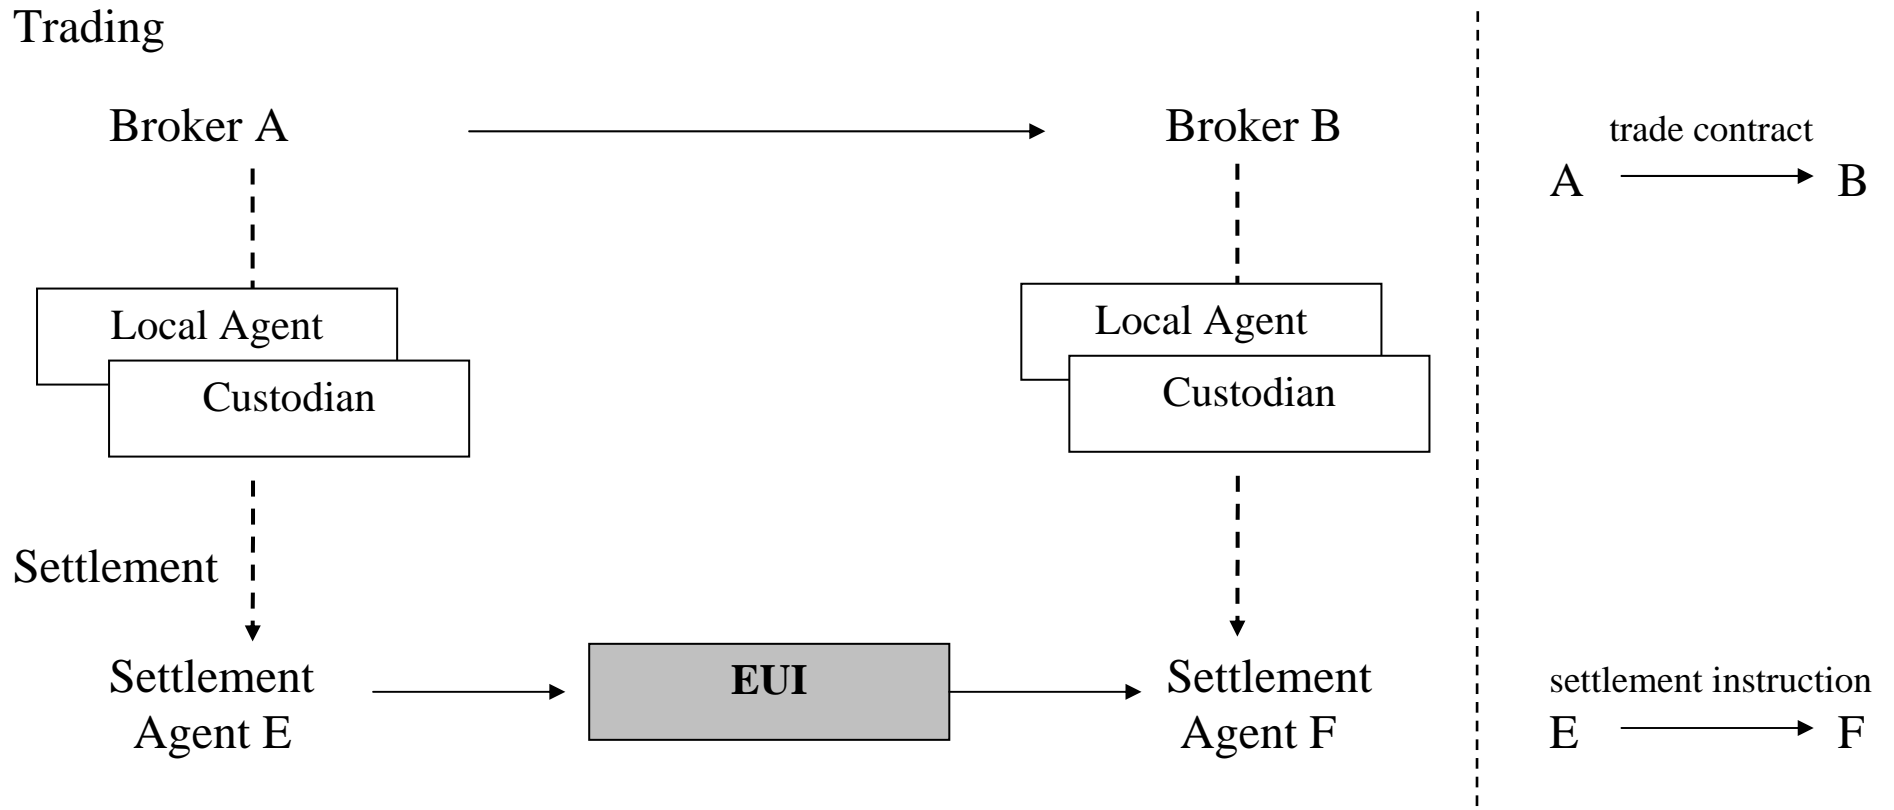 Trading
Broker A
Broker B
trade contract
A
B
Local Agent
Custodian
Local Agent
Custodian
Settlement
Settlement
Agent E
EUI
Settlement
Agent F
settlement instruction
E
F